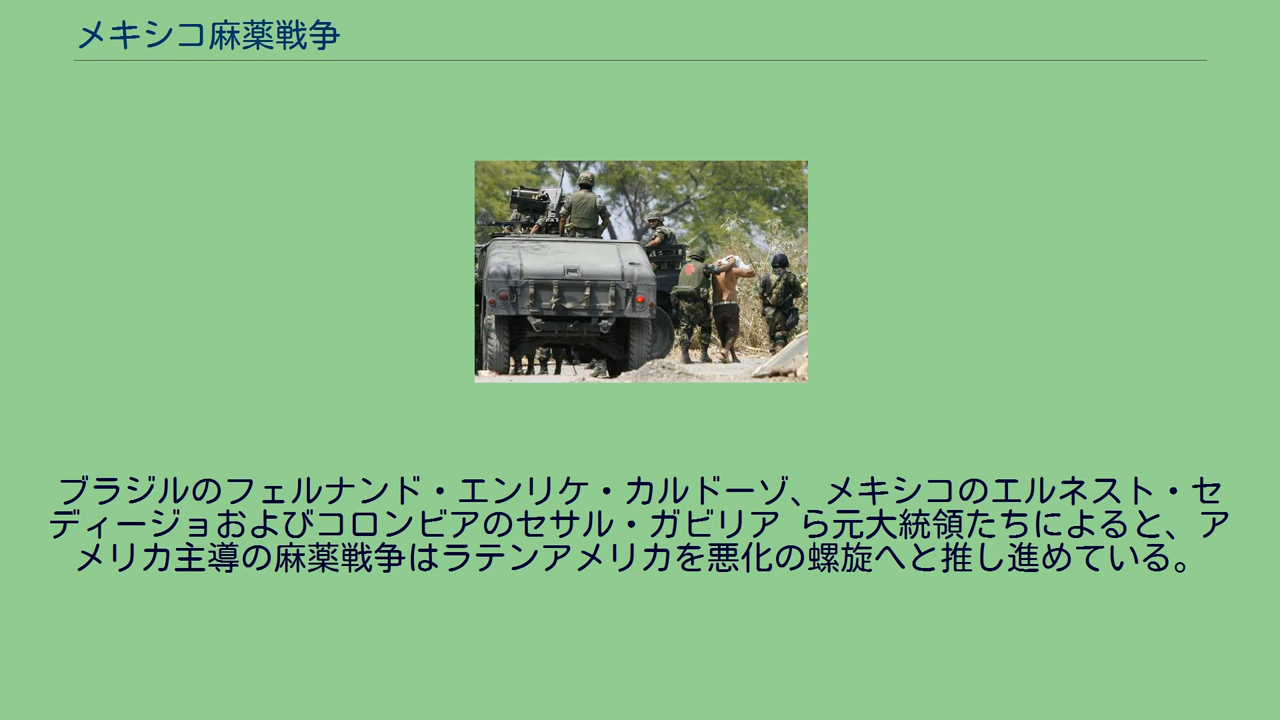 メキシコ麻薬戦争
ブラジルのフェルナンド・エンリケ・カルドーゾ、メキシコのエルネスト・セ
ディージョおよびコロンビアのセサル・ガビリア ら元大統領たちによると、ア
メリカ主導の麻薬戦争はラテンアメリカを悪化の螺旋へと推し進めている。